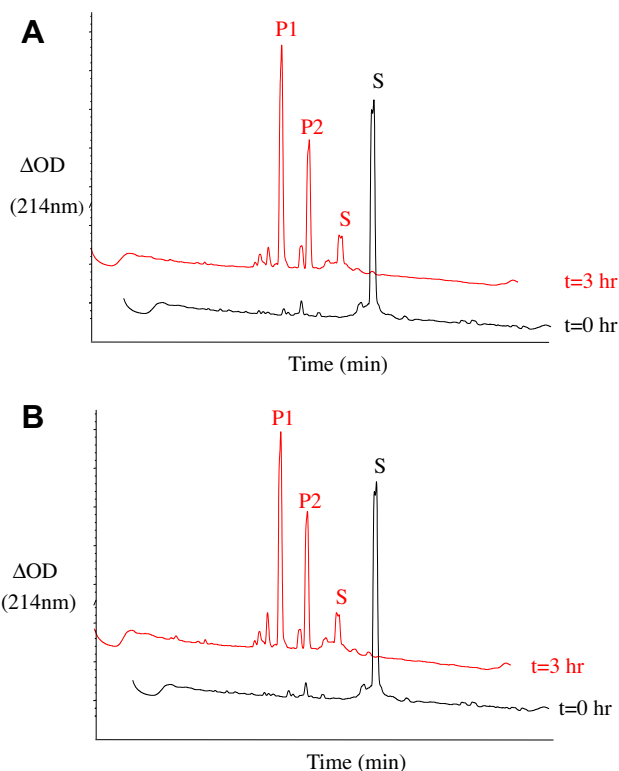 A
P1
S
P2
ΔOD
(214nm)
S
t=3 hr
t=0 hr
Time (min)
B
P1
S
P2
ΔOD
(214nm)
S
t=3 hr
t=0 hr
Time (min)